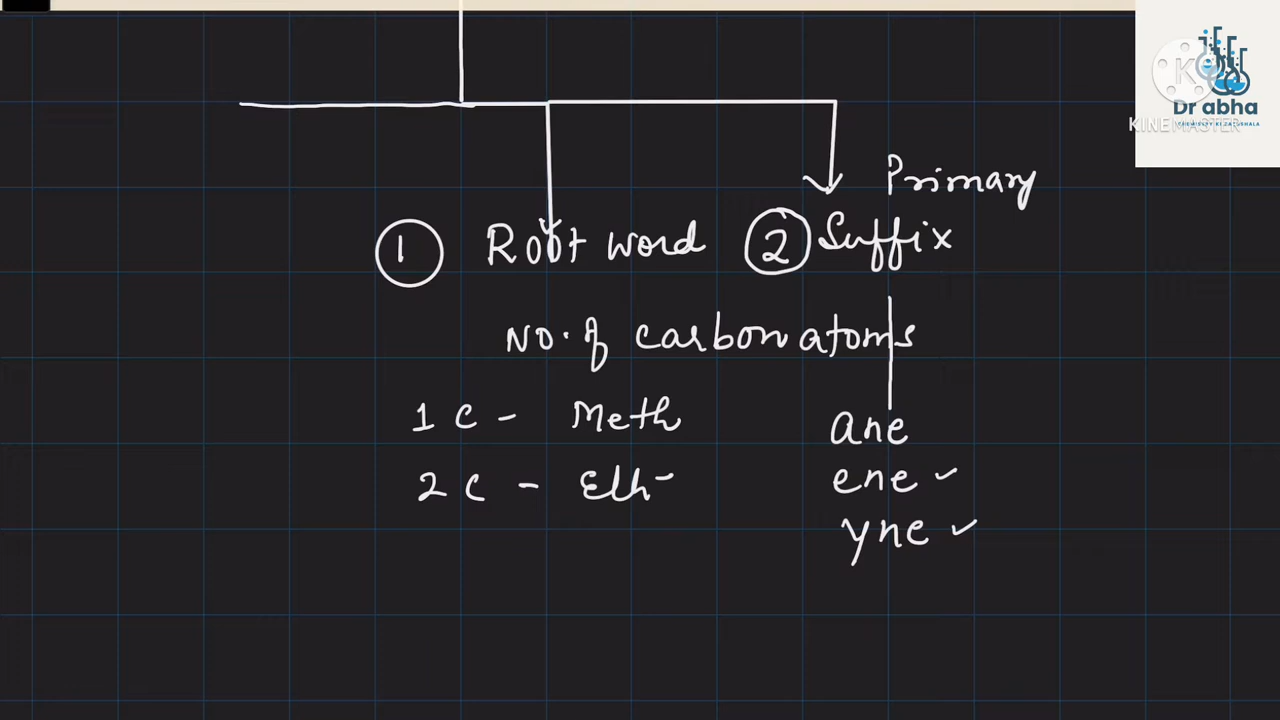 Dr abha
KINEMASTER
Primary
1 Root word 2 Suffix
No. of carbon atoms
1 C - Meth
ane
2 C - Eth-
ene ✓
yne ✓